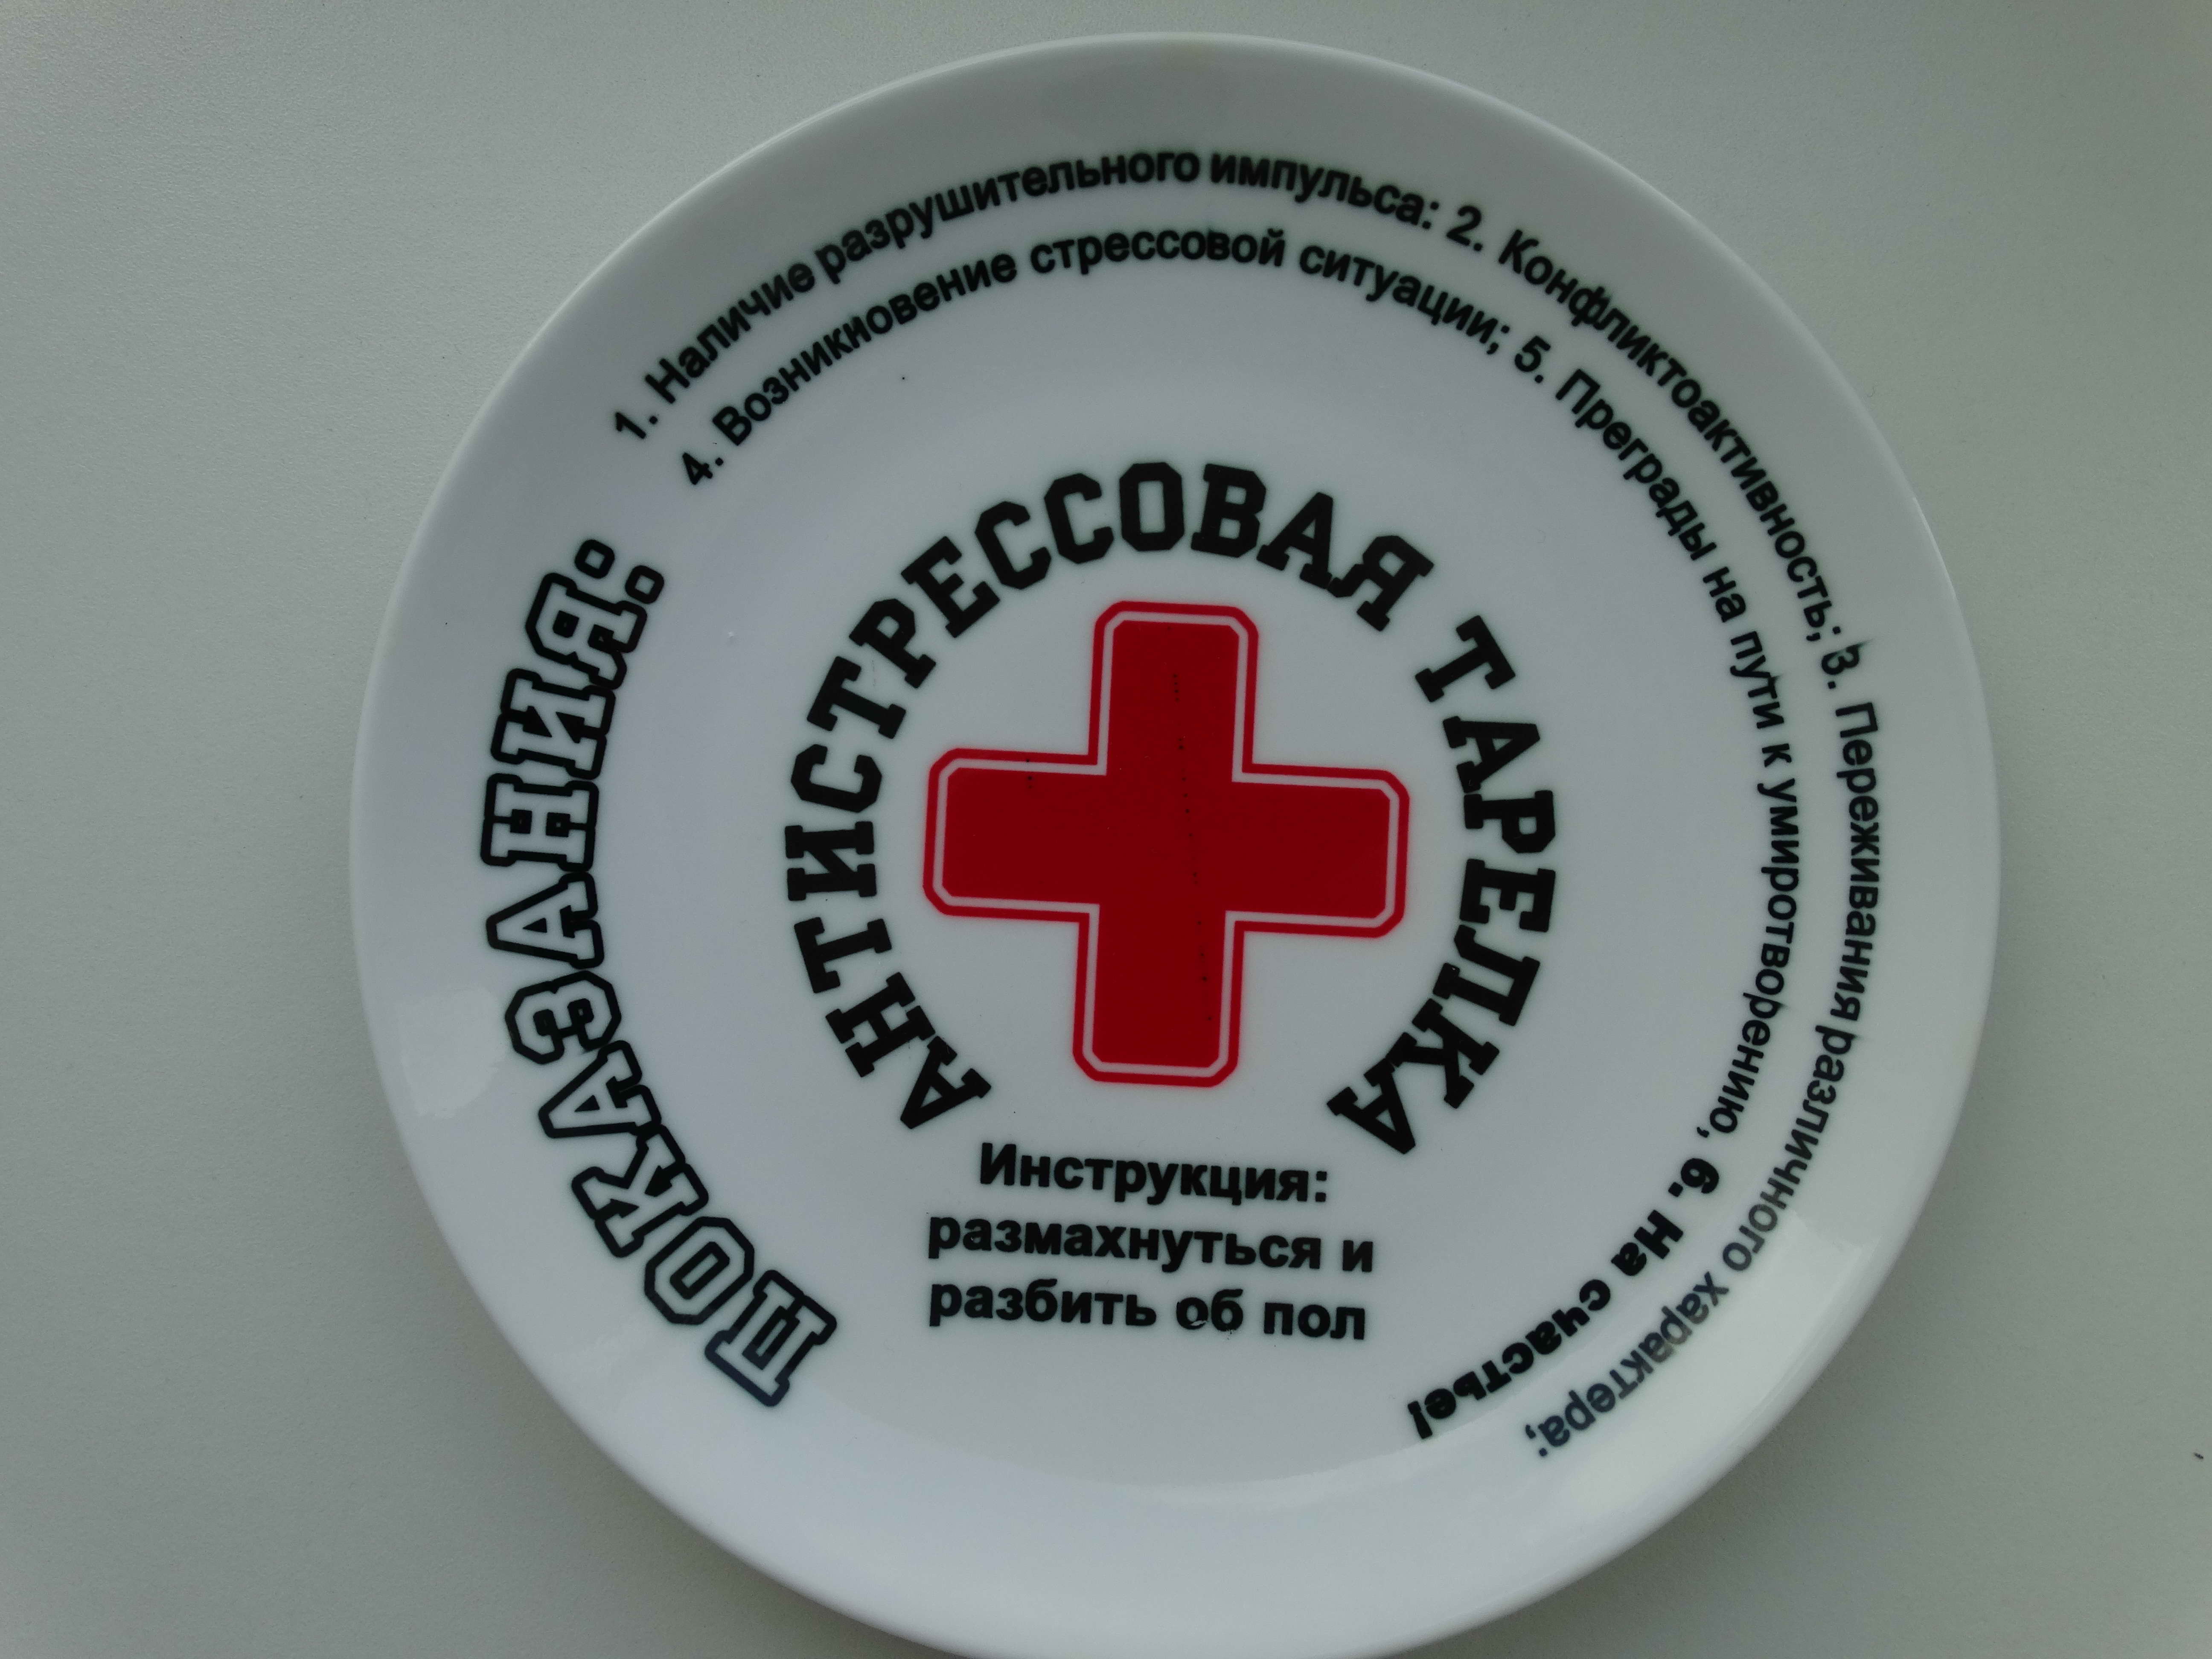 ПОКАЗАНИЯ:
1. Наличие разрушительного импульса: 2. Конфликтоактивность; 3. Переживания различного характера;
4. Возникновение стрессовой ситуации; 5. Преграды на пути к умиротворению, 6. На счастье!
АНТИСТРЕССОВАЯ ТАРЕЛКА
Инструкция:
размахнуться и
разбить об пол